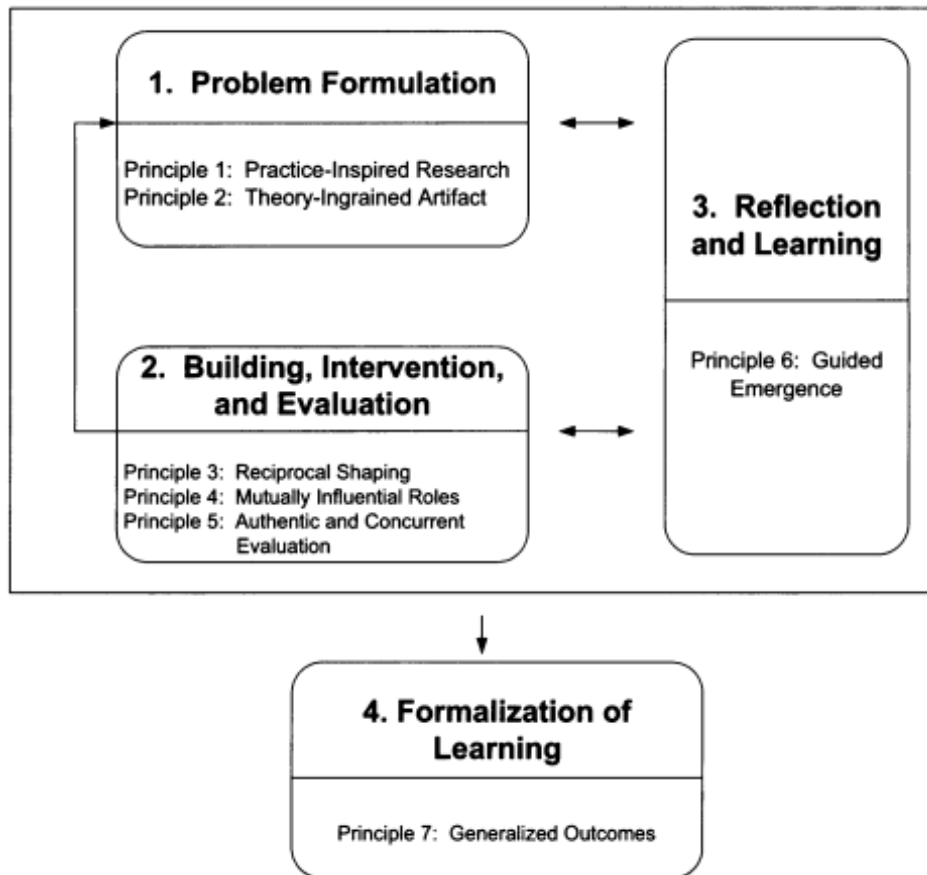 1. Problem Formulation
Principle 1: Practice-Inspired Research
Principle 2: Theory-Ingrained Artifact
2. Building, Intervention,
and Evaluation
Principle 3: Reciprocal Shaping
Principle 4: Mutually Influential Roles
Principle 5: Authentic and Concurrent
Evaluation
3. Reflection
and Learning
Principle 6: Guided
Emergence
4. Formalization of
Learning
Principle 7: Generalized Outcomes